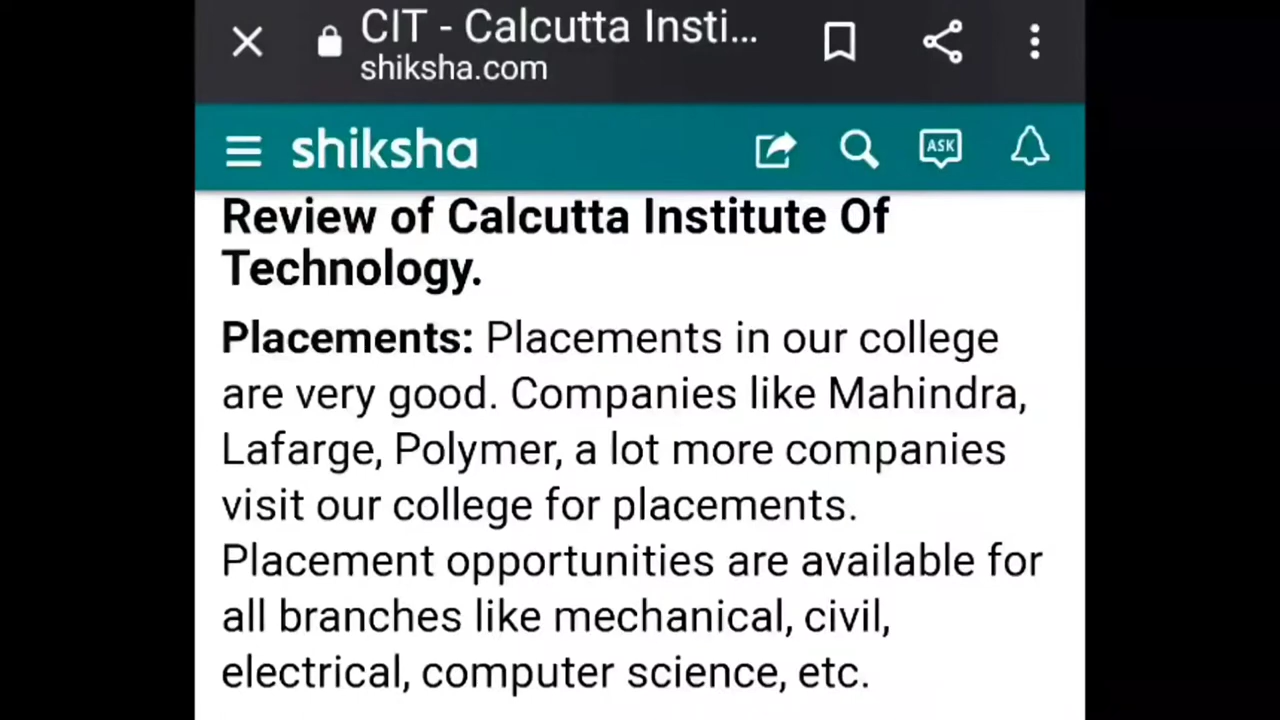 CIT - Calcutta Insti...
shiksha.com
shiksha
ASK
Review of Calcutta Institute Of
Technology.
Placements: Placements in our college
are very good. Companies like Mahindra,
Lafarge, Polymer, a lot more companies
visit our college for placements.
Placement opportunities are available for
all branches like mechanical, civil,
electrical, computer science, etc.